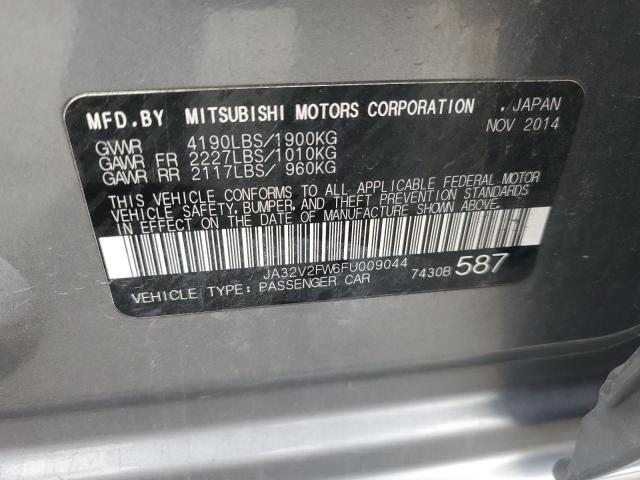 MFD.BY MITSUBISHI MOTORS CORPORATION , JAPAN
GVWR 4190LBS/1900KG NOV 2014
GAWR FR 2227LBS/1010KG
GAWR RR 2117LBS/ 960KG
THIS VEHICLE CONFORMS TO ALL APPLICABLE FEDERAL MOTOR
VEHICLE SAFETY, BUMPER, AND THEFT PREVENTION STANDARDS
IN EFFECT ON THE DATE OF MANUFACTURE SHOWN ABOVE.
JA32V2FW6FU009044
VEHICLE TYPE: PASSENGER CAR 7430B 587